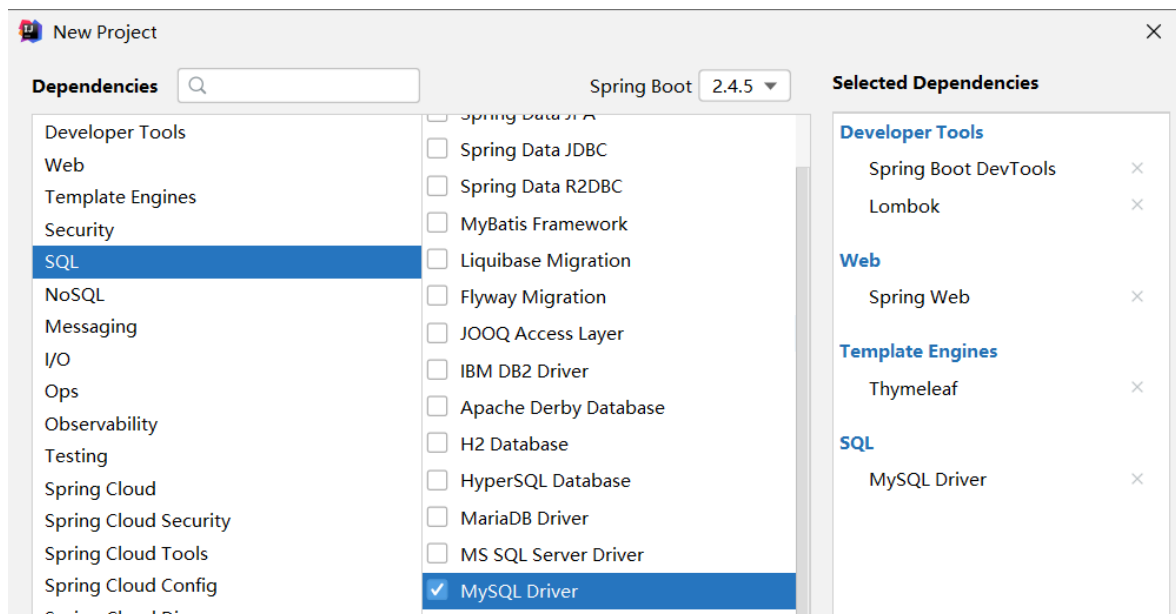 New Project
Dependencies
Spring Boot 2.4.5
Developer Tools
Web
Template Engines
Security
SQL
NoSQL
Messaging
I/O
Ops
Observability
Testing
Spring Cloud
Spring Cloud Security
Spring Cloud Tools
Spring Cloud Config
Spring Data JPA
Spring Data JDBC
Spring Data R2DBC
MyBatis Framework
Liquibase Migration
Flyway Migration
JOOQ Access Layer
IBM DB2 Driver
Apache Derby Database
H2 Database
HyperSQL Database
MariaDB Driver
MS SQL Server Driver
MySQL Driver
Selected Dependencies
Developer Tools
Spring Boot DevTools
Lombok
Web
Spring Web
Template Engines
Thymeleaf
SQL
MySQL Driver